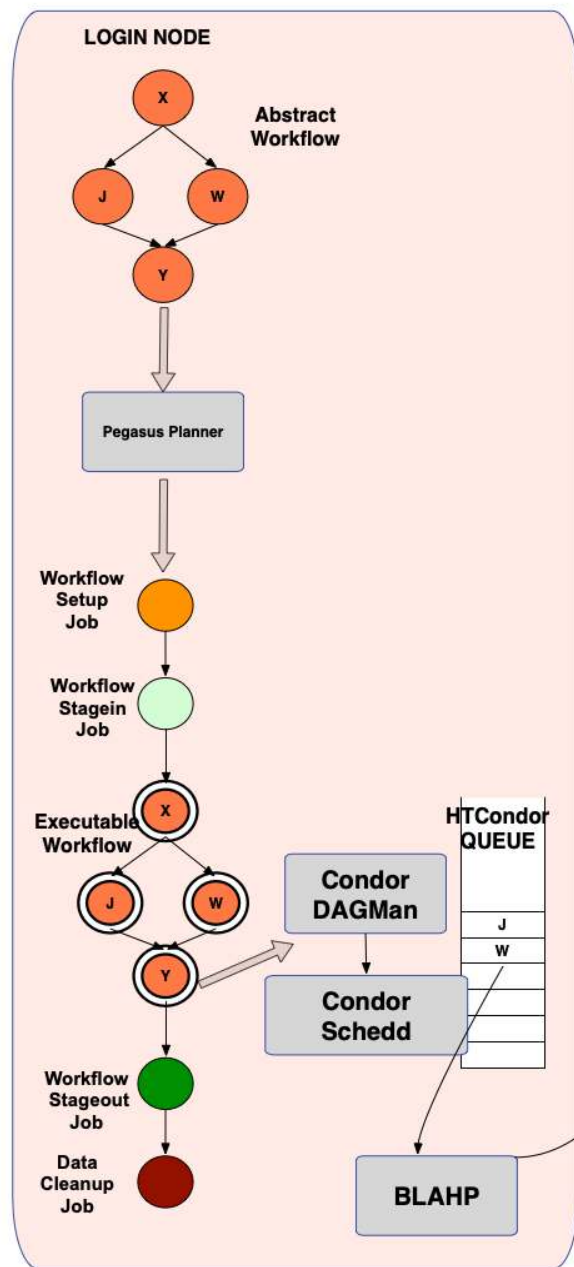 LOGIN NODE
X
Abstract
Workflow
J
W
Y
Pegasus Planner
Workflow
Setup
Job
Workflow
Stagein
Job
X
Executable
Workflow
J
W
Y
Condor
DAGMan
Condor
Schedd
HTCondor
QUEUE
J
W
Workflow
Stageout
Job
Data
Cleanup
Job
BLAHP